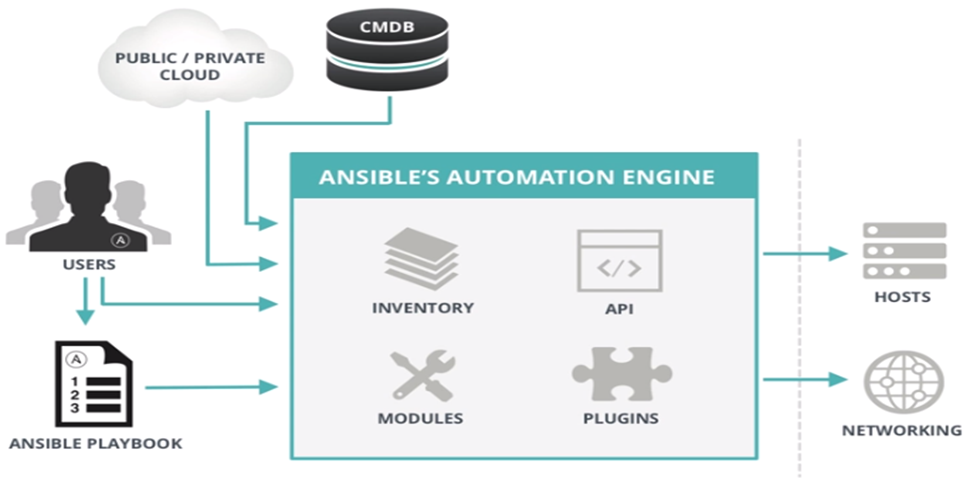 CMDB
PUBLIC / PRIVATE
CLOUD
ANSIBLE'S AUTOMATION ENGINE
A
USERS
INVENTORY
API
HOSTS
A
1
2
3
MODULES
PLUGINS
NETWORKING
ANSIBLE PLAYBOOK